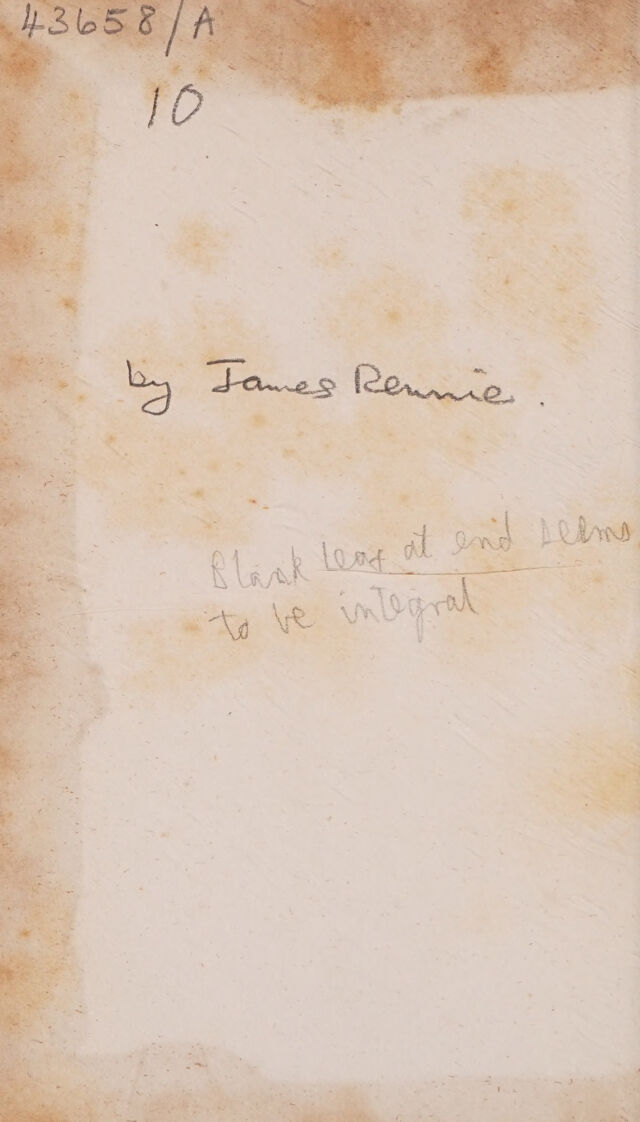 43658/A
10
by James Rennie.
Blank leaf at end seems
to be integral